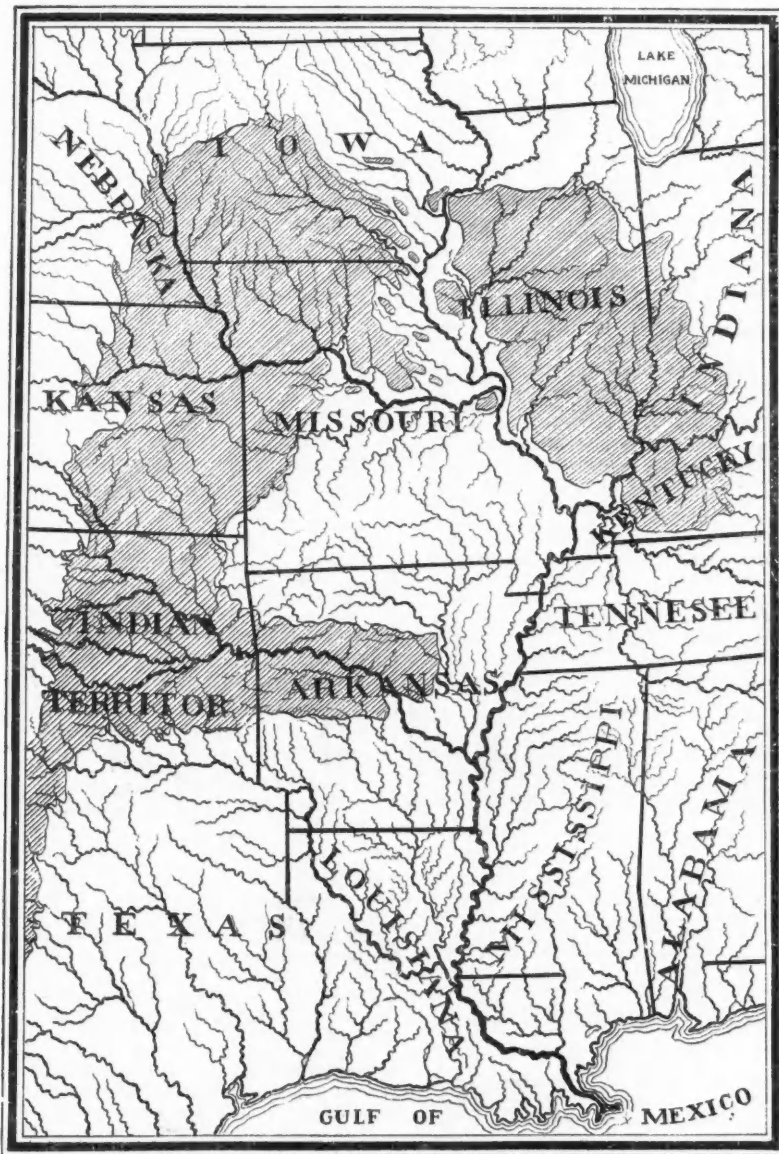 LAKE
MICHIGAN
IOWA
NEBRASKA
INDIANA
ILLINOIS
KANSAS
MISSOURI
KENTUCKY
INDIAN
TENNESEE
TERRITOR
ARKANSAS
MISSISSIPPI
ALABAMA
LOUISIANA
TEXAS
GULF OF MEXICO